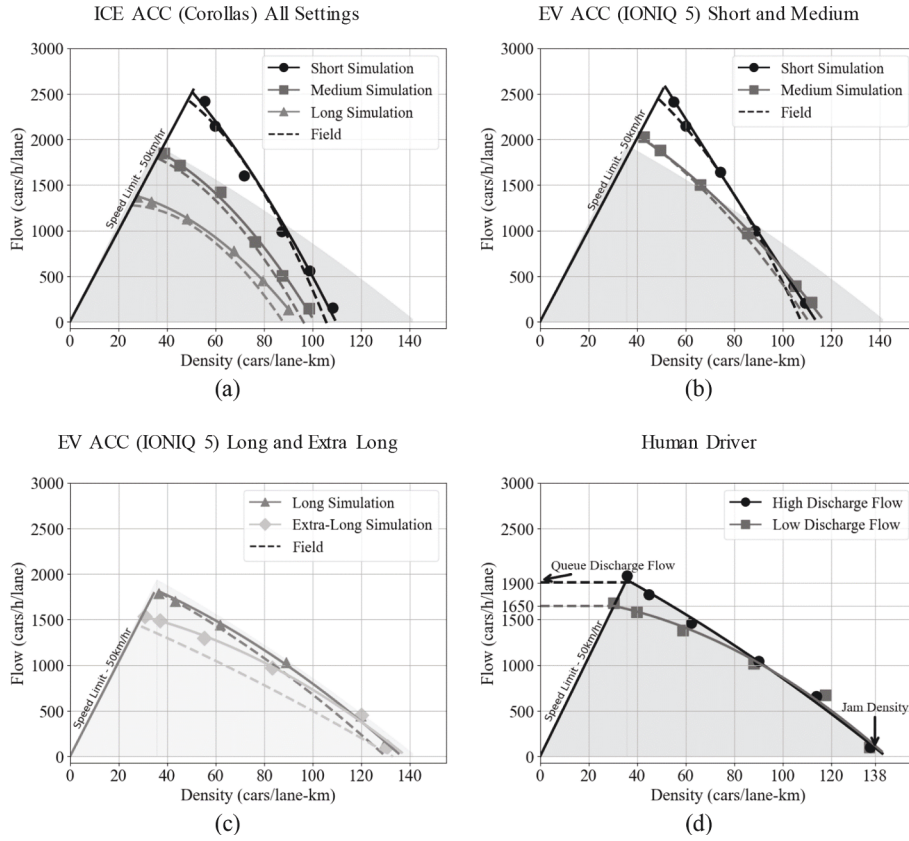 ICE ACC (Corollas) All Settings
3000
2500
2000
1500
1000
500
0
Flow (cars/h/lane)
Speed Limit - 50km/hr
Short Simulation
Medium Simulation
Long Simulation
Field
0 20 40 60 80 100 120 140
Density (cars/lane-km)
(a)
EV ACC (IONIQ 5) Short and Medium
3000
2500
2000
1500
1000
500
0
Flow (cars/h/lane)
Speed Limit - 50km/hr
Short Simulation
Medium Simulation
Field
0 20 40 60 80 100 120 140
Density (cars/lane-km)
(b)
EV ACC (IONIQ 5) Long and Extra Long
3000
2500
2000
1500
1000
500
0
Flow (cars/h/lane)
Speed Limit - 50km/hr
Long Simulation
Extra-Long Simulation
Field
0 20 40 60 80 100 120 140
Density (cars/lane-km)
(c)
Human Driver
3000
2500
1900
1650
1500
1000
500
0
Flow (cars/h/lane)
Speed Limit - 50km/hr
High Discharge Flow
Low Discharge Flow
Queue Discharge Flow
Jam Density
0 20 40 60 80 100 120 138
Density (cars/lane-km)
(d)